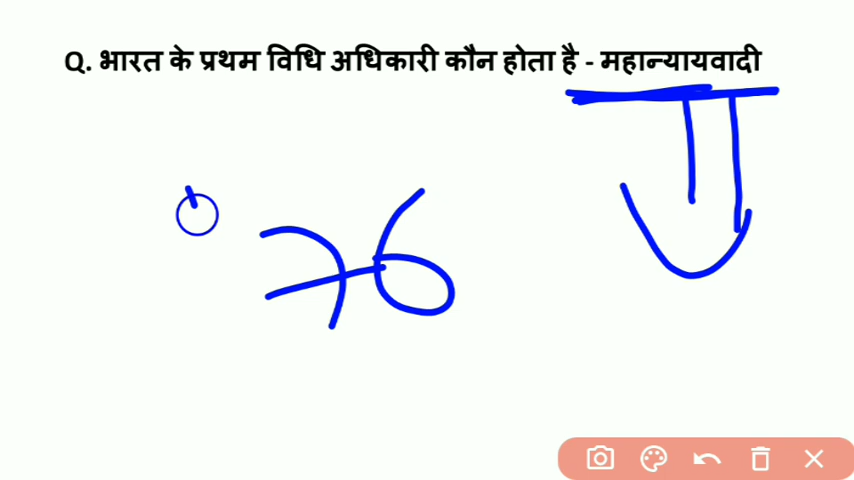 Q. भारत के प्रथम विधि अधिकारी कौन होता है - महान्यायवादी
76